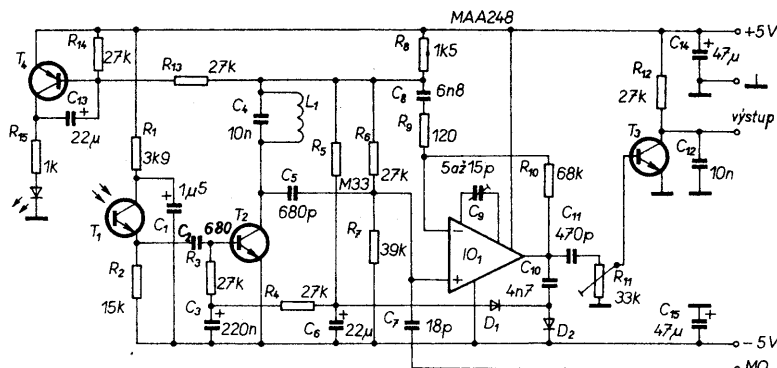 MAA248
+5V
T4
R14
27k
R13
27k
R8
1k5
C14
47µ
C13
22µ
C4
10n
L1
C8
6n8
R12
27k
R15
1k
R1
3k9
R5
R6
27k
R9
120
výstup
T3
M33
5až15p
C9
R10
68k
C12
10n
1µ5
C5
680p
T1
C1
C2
680
T2
R7
39k
IO1
−
+
C11
470p
R2
15k
R3
27k
R4
27k
C10
4n7
R11
33k
C3
220n
C6
22µ
C7
18p
D1
D2
C15
47µ
-5V
MO